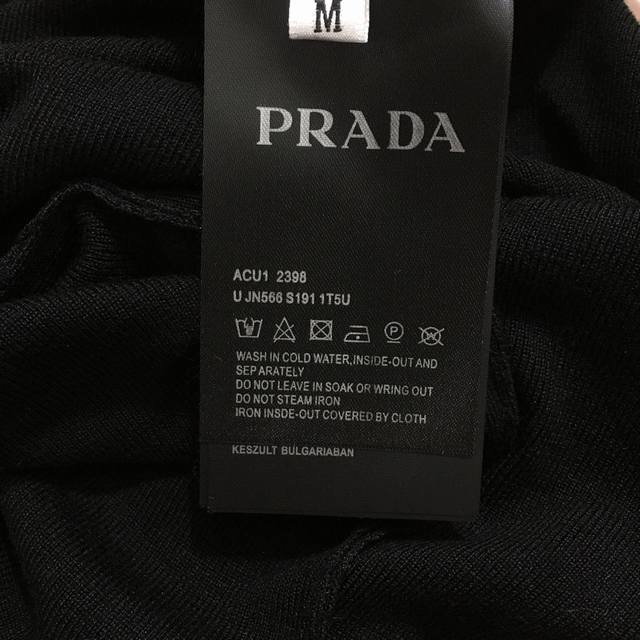 M
PRADA
ACU1 2398
UJN566 S191 1T5U
WASH IN COLD WATER,INSIDE-OUT AND
SEP ARATELY
DO NOT LEAVE IN SOAK OR WRING OUT
DO NOT STEAM IRON
IRON INSDE-OUT COVERED BY CLOTH
KESZULT BULGARIABAN